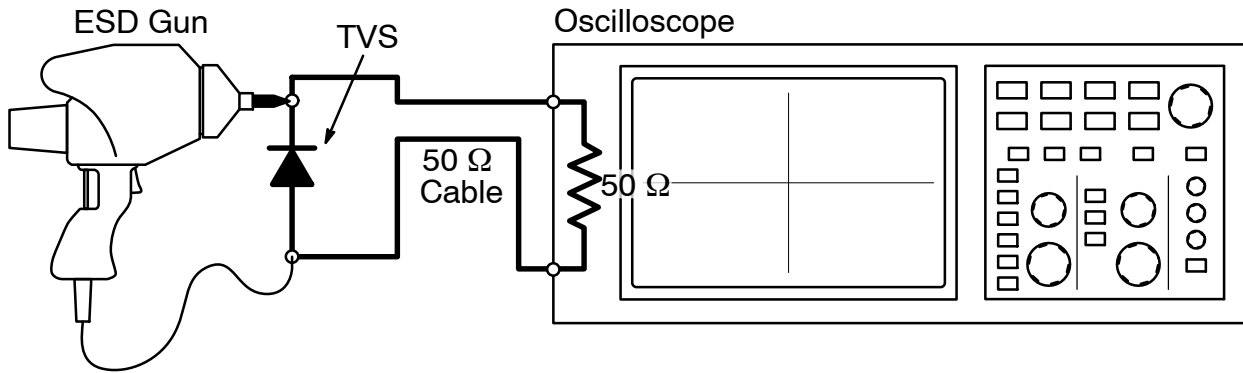 ESD Gun
TVS
Oscilloscope
50 Ω
Cable
50 Ω